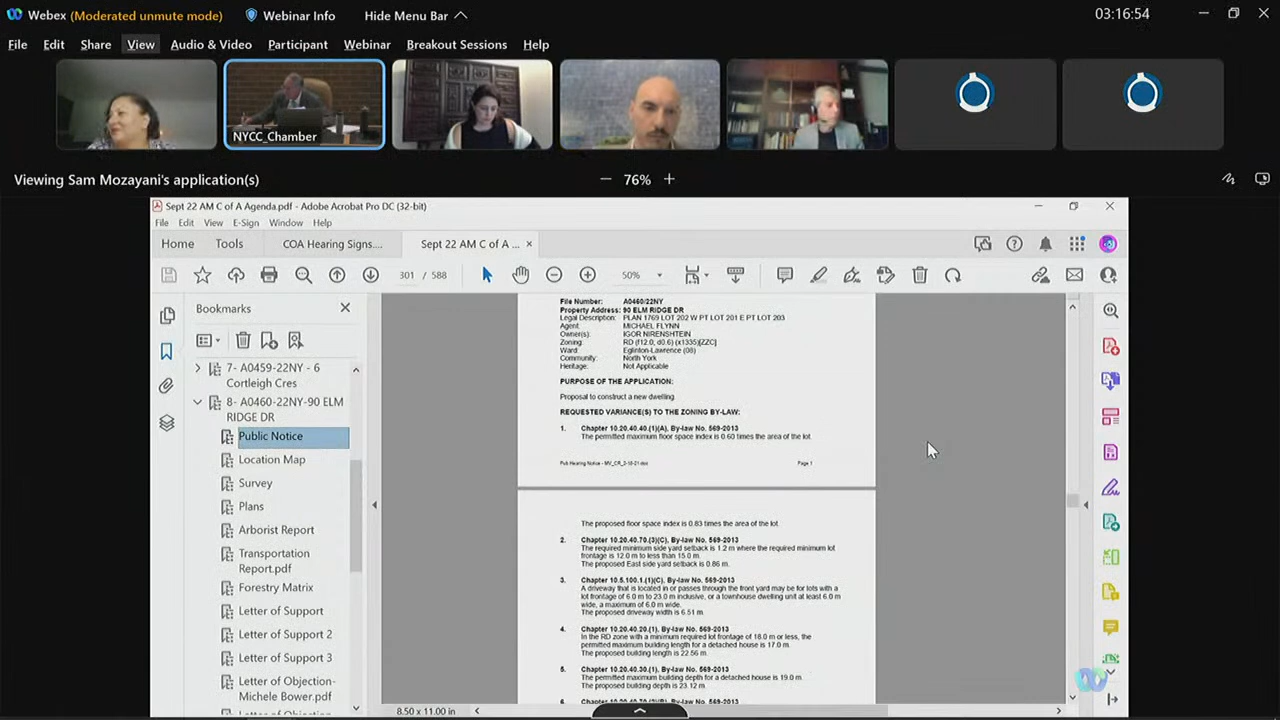 Webex (Moderated unmute mode) Webinar Info Hide Menu Bar 03:16:54
File Edit Share View Audio & Video Participant Webinar Breakout Sessions Help
NYCC_Chamber
Viewing Sam Mozayani's application(s) 76%
Sept 22 AM C of A Agenda.pdf - Adobe Acrobat Pro DC (32-bit)
File Edit View E-Sign Window Help
Home Tools COA Hearing Signs.... Sept 22 AM C of A ... ×
301 / 588 50%
Bookmarks
7- A0459-22NY - 6
Cortleigh Cres
8- A0460-22NY-90 ELM
RIDGE DR
Public Notice
Location Map
Survey
Plans
Arborist Report
Transportation
Report.pdf
Forestry Matrix
Letter of Support
Letter of Support 2
Letter of Support 3
Letter of Objection-
Michele Bower.pdf
Letter of Objection
File Number: A0460/22NY
Property Address: 90 ELM RIDGE DR
Legal Description: PLAN 1769 LOT 202 W PT LOT 201 E PT LOT 203
Agent: MICHAEL FLYNN
Owner(s): IGOR NIRENSHTEIN
Zoning: RD (f12.0, d0.6) (x1335)[ZZC]
Ward: Eglinton-Lawrence (08)
Community: North York
Heritage: Not Applicable
PURPOSE OF THE APPLICATION:
Proposal to construct a new dwelling.
REQUESTED VARIANCE(S) TO THE ZONING BY-LAW:
1. Chapter 10.20.40.40.(1)(A), By-law No. 569-2013
The permitted maximum floor space index is 0.60 times the area of the lot.
Page 1
The proposed floor space index is 0.83 times the area of the lot.
2. Chapter 10.20.40.70.(3)(C), By-law No. 569-2013
The required minimum side yard setback is 1.2 m where the required minimum lot
frontage is 12.0 m to less than 15.0 m.
The proposed East side yard setback is 0.86 m.
3. Chapter 10.5.100.1.(1)(C), By-law No. 569-2013
A driveway that is located in or passes through the front yard may be for lots with a
lot frontage of 6.0 m to 23.0 m inclusive, or a townhouse dwelling unit at least 6.0 m
wide, a maximum of 6.0 m wide.
The proposed driveway width is 6.51 m.
4. Chapter 10.20.40.20.(1), By-law No. 569-2013
In the RD zone with a minimum required lot frontage of 18.0 m or less, the
permitted maximum building length for a detached house is 17.0 m.
The proposed building length is 22.56 m.
5. Chapter 10.20.40.30.(1), By-law No. 569-2013
The permitted maximum building depth for a detached house is 19.0 m.
The proposed building depth is 23.12 m.
8.50 x 11.00 in